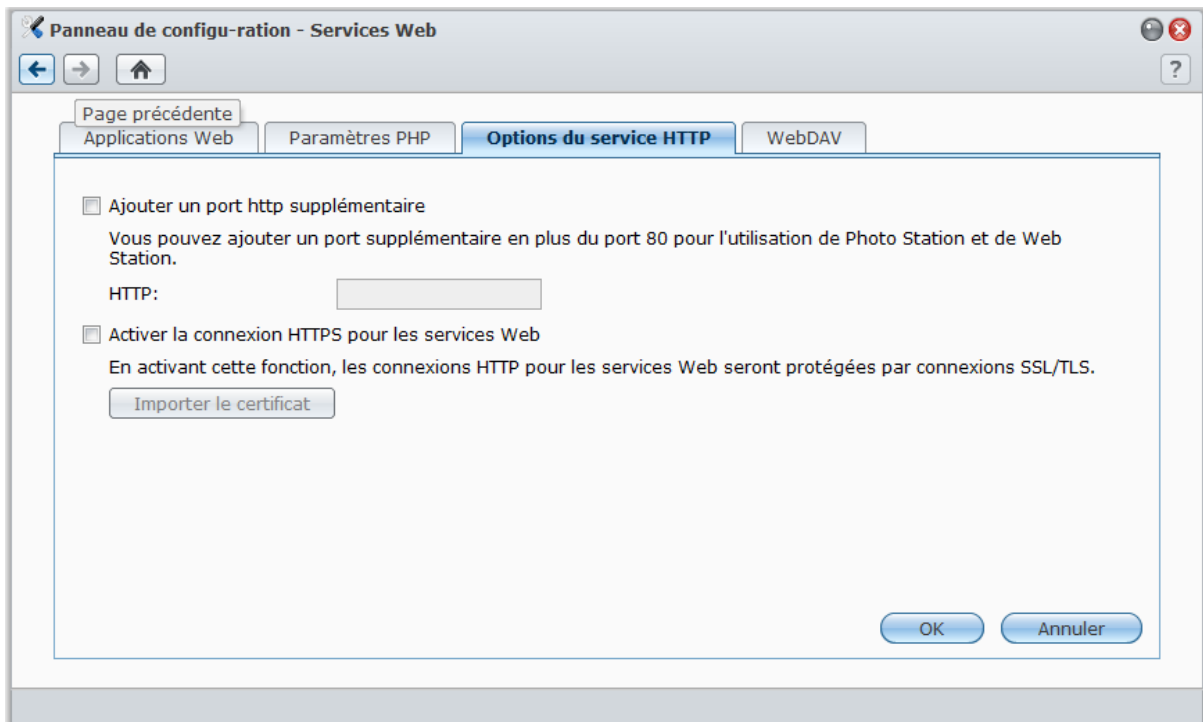 Panneau de configu-ration - Services Web
?
Page précédente
Applications Web
Paramètres PHP
Options du service HTTP
WebDAV
Ajouter un port http supplémentaire
Vous pouvez ajouter un port supplémentaire en plus du port 80 pour l'utilisation de Photo Station et de Web
Station.
HTTP:
Activer la connexion HTTPS pour les services Web
En activant cette fonction, les connexions HTTP pour les services Web seront protégées par connexions SSL/TLS.
Importer le certificat
OK
Annuler